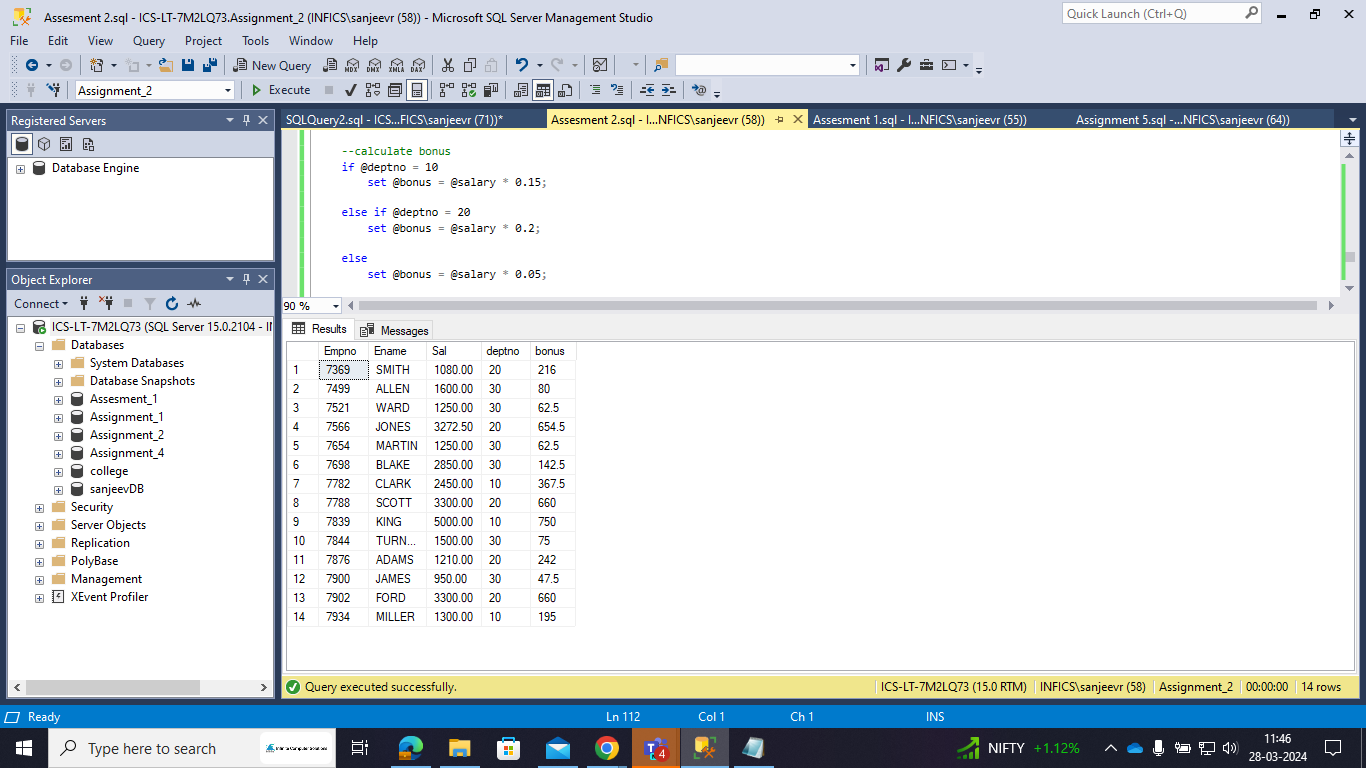 Assesment 2.sql - ICS-LT-7M2LQ73.Assignment_2 (INFICS\sanjeevr (58)) - Microsoft SQL Server Management Studio
Quick Launch (Ctrl+Q)
File Edit View Query Project Tools Window Help
New Query MDX DMX XMLA DAX
Assignment_2 Execute
Registered Servers
Database Engine
Object Explorer
Connect
ICS-LT-7M2LQ73 (SQL Server 15.0.2104 - I
Databases
System Databases
Database Snapshots
Assesment_1
Assignment_1
Assignment_2
Assignment_4
college
sanjeevDB
Security
Server Objects
Replication
PolyBase
Management
XEvent Profiler
SQLQuery2.sql - ICS...FICS\sanjeevr (71))* Assesment 2.sql - I...NFICS\sanjeevr (58)) Assesment 1.sql - I...NFICS\sanjeevr (55)) Assignment 5.sql -...NFICS\sanjeevr (64))
--calculate bonus
if @deptno = 10
set @bonus = @salary * 0.15;
else if @deptno = 20
set @bonus = @salary * 0.2;
else
set @bonus = @salary * 0.05;
90 %
Results Messages
Empno Ename Sal deptno bonus
1 7369 SMITH 1080.00 20 216
2 7499 ALLEN 1600.00 30 80
3 7521 WARD 1250.00 30 62.5
4 7566 JONES 3272.50 20 654.5
5 7654 MARTIN 1250.00 30 62.5
6 7698 BLAKE 2850.00 30 142.5
7 7782 CLARK 2450.00 10 367.5
8 7788 SCOTT 3300.00 20 660
9 7839 KING 5000.00 10 750
10 7844 TURN... 1500.00 30 75
11 7876 ADAMS 1210.00 20 242
12 7900 JAMES 950.00 30 47.5
13 7902 FORD 3300.00 20 660
14 7934 MILLER 1300.00 10 195
Query executed successfully. ICS-LT-7M2LQ73 (15.0 RTM) INFICS\sanjeevr (58) Assignment_2 00:00:00 14 rows
Ready Ln 112 Col 1 Ch 1 INS
Type here to search Infinite Computer Solutions 4 NIFTY +1.12% 11:46
28-03-2024